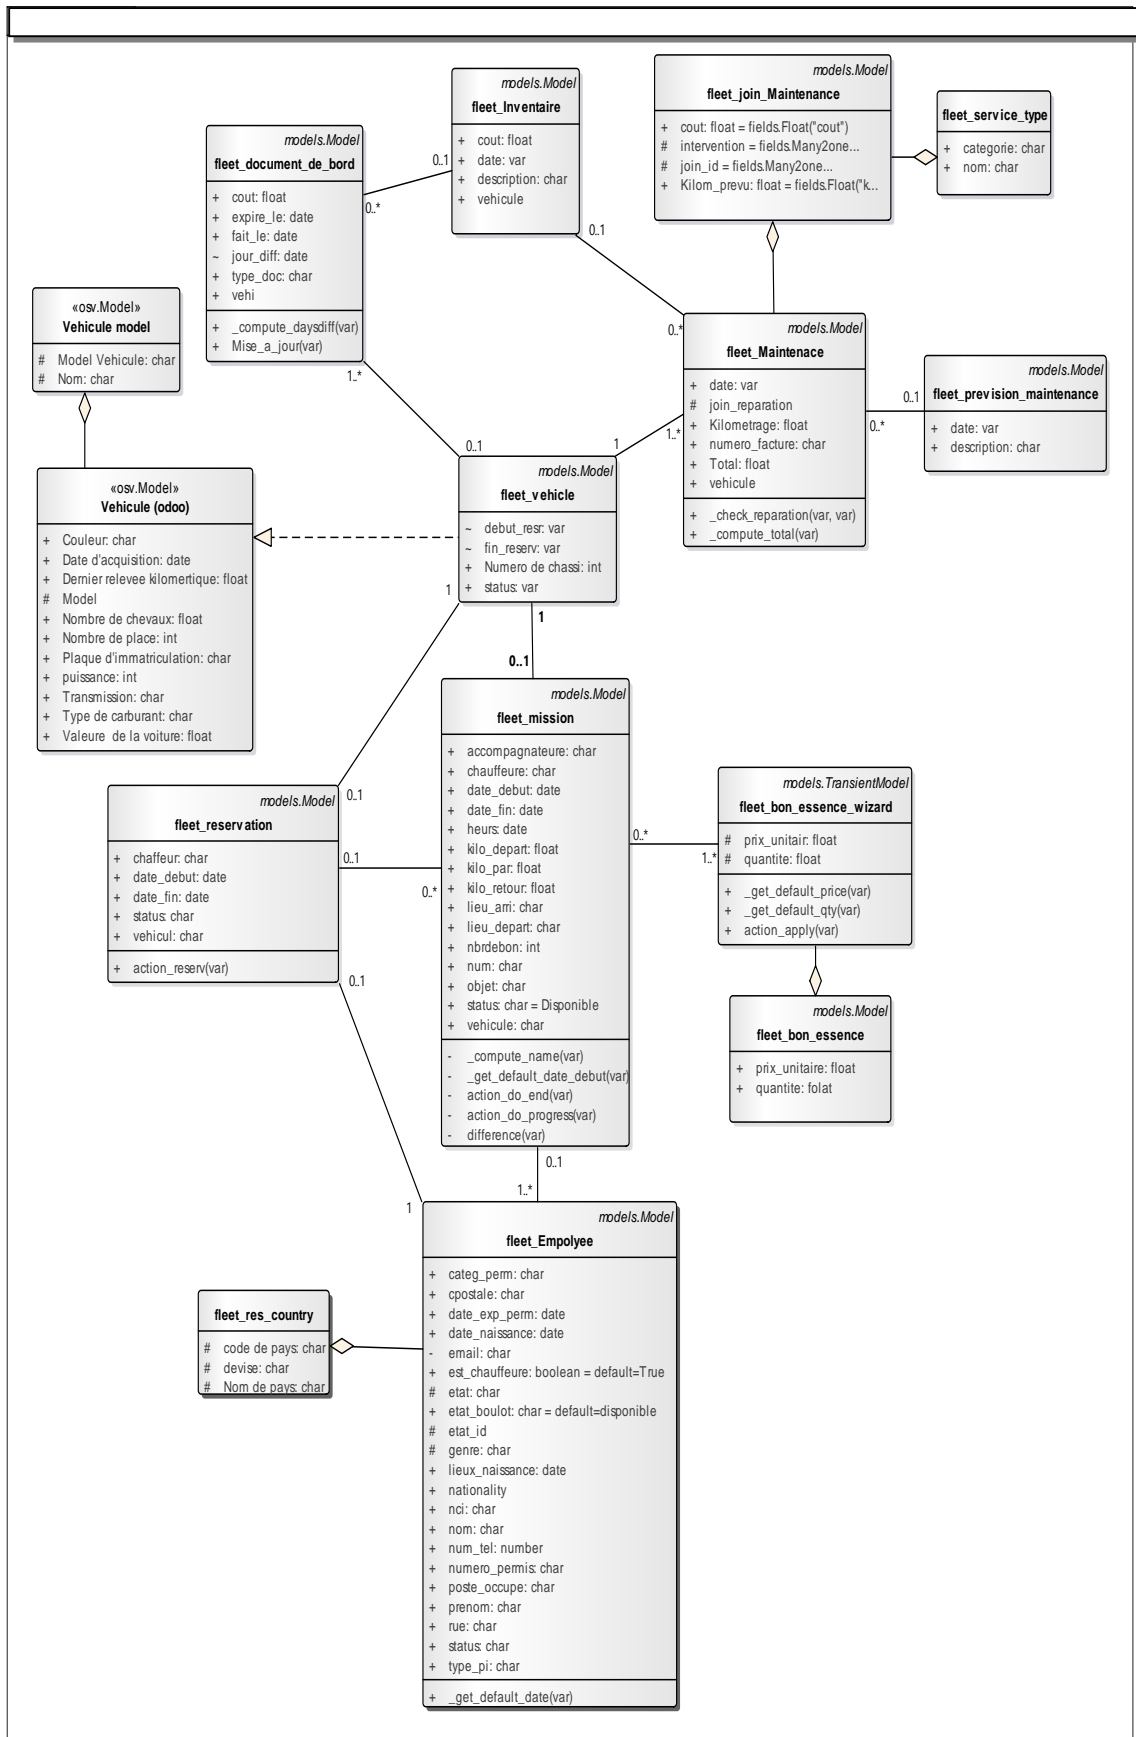 models.Model
fleet_Inventaire
+ cout: float
+ date: var
+ description: char
+ vehicule
models.Model
fleet_join_Maintenance
+ cout: float = fields.Float("cout")
# intervention = fields.Many2one...
# join_id = fields.Many2one...
+ Kilom_prevu: float = fields.Float("k...
fleet_service_type
+ categorie: char
+ nom: char
models.Model
fleet_document_de_bord
+ cout: float
+ expire_le: date
+ fait_le: date
~ jour_diff: date
+ type_doc: char
+ vehi
+ _compute_daysdiff(var)
+ Mise_a_jour(var)
0..1
0..*
0..1
0..*
1..*
0..1
«osv.Model»
Vehicule model
# Model Vehicule: char
# Nom: char
models.Model
fleet_Maintenace
+ date: var
# join_reparation
+ Kilometrage: float
+ numero_facture: char
+ Total: float
+ vehicule
+ _check_reparation(var, var)
+ _compute_total(var)
models.Model
fleet_prevision_maintenance
+ date: var
+ description: char
0..1
0..*
1
1..*
«osv.Model»
Vehicule (odoo)
+ Couleur: char
+ Date d'acquisition: date
+ Dernier relevee kilomertique: float
# Model
+ Nombre de chevaux: float
+ Nombre de place: int
+ Plaque d'immatriculation: char
+ puissance: int
+ Transmission: char
+ Type de carburant: char
+ Valeure de la voiture: float
models.Model
fleet_vehicle
~ debut_resr: var
~ fin_reserv: var
+ Numero de chassi: int
+ status: var
1
1
0..1
0..1
models.Model
fleet_mission
+ accompagnateure: char
+ chauffeure: char
+ date_debut: date
+ date_fin: date
+ heurs: date
+ kilo_depart: float
+ kilo_par: float
+ kilo_retour: float
+ lieu_arri: char
+ lieu_depart: char
+ nbrdebon: int
+ num: char
+ objet: char
+ status: char = Disponible
+ vehicule: char
- _compute_name(var)
- _get_default_date_debut(var)
- action_do_end(var)
- action_do_progress(var)
- difference(var)
models.Model
fleet_reservation
+ chaffeur: char
+ date_debut: date
+ date_fin: date
+ status: char
+ vehicul: char
+ action_reserv(var)
0..1
0..*
0..1
1
0..*
1..*
models.TransientModel
fleet_bon_essence_wizard
# prix_unitair: float
# quantite: float
+ _get_default_price(var)
+ _get_default_qty(var)
+ action_apply(var)
models.Model
fleet_bon_essence
+ prix_unitaire: float
+ quantite: folat
0..1
1..*
models.Model
fleet_Empolyee
+ categ_perm: char
+ cpostale: char
+ date_exp_perm: date
+ date_naissance: date
- email: char
+ est_chauffeure: boolean = default=True
# etat: char
+ etat_boulot: char = default=disponible
# etat_id
# genre: char
+ lieux_naissance: date
+ nationality
+ nci: char
+ nom: char
+ num_tel: number
+ numero_permis: char
+ poste_occupe: char
+ prenom: char
+ rue: char
+ status: char
+ type_pi: char
+ _get_default_date(var)
fleet_res_country
# code de pays: char
# devise: char
# Nom de pays: char